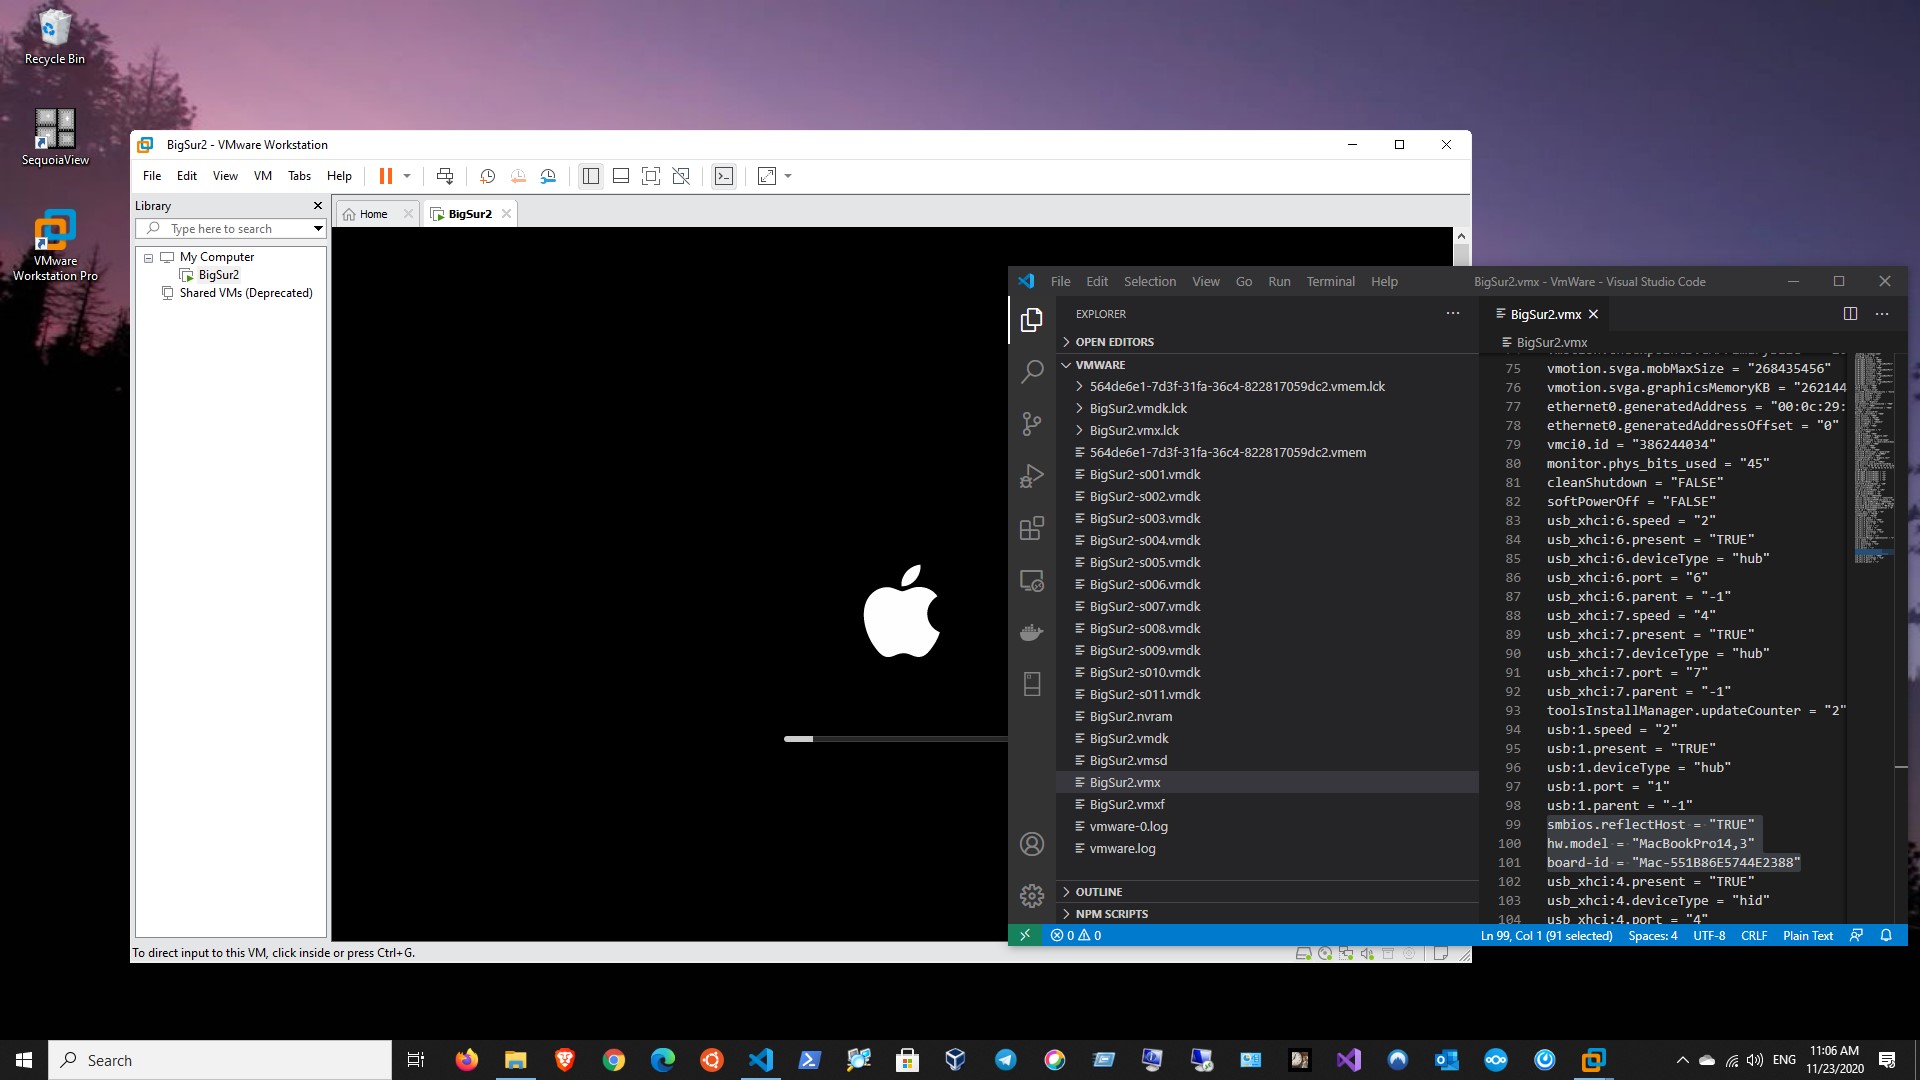 Recycle Bin
SequoiaView
VMware
Workstation Pro
BigSur2 - VMware Workstation
File Edit View VM Tabs Help
Library
Type here to search
My Computer
BigSur2
Shared VMs (Deprecated)
Home
BigSur2
To direct input to this VM, click inside or press Ctrl+G.
File Edit Selection View Go Run Terminal Help
BigSur2.vmx - VmWare - Visual Studio Code
EXPLORER
OPEN EDITORS
VMWARE
564de6e1-7d3f-31fa-36c4-822817059dc2.vmem.lck
BigSur2.vmdk.lck
BigSur2.vmx.lck
564de6e1-7d3f-31fa-36c4-822817059dc2.vmem
BigSur2-s001.vmdk
BigSur2-s002.vmdk
BigSur2-s003.vmdk
BigSur2-s004.vmdk
BigSur2-s005.vmdk
BigSur2-s006.vmdk
BigSur2-s007.vmdk
BigSur2-s008.vmdk
BigSur2-s009.vmdk
BigSur2-s010.vmdk
BigSur2-s011.vmdk
BigSur2.nvram
BigSur2.vmdk
BigSur2.vmsd
BigSur2.vmx
BigSur2.vmxf
vmware-0.log
vmware.log
OUTLINE
NPM SCRIPTS
BigSur2.vmx
BigSur2.vmx
75 vmotion.svga.mobMaxSize = "268435456"
76 vmotion.svga.graphicsMemoryKB = "262144
77 ethernet0.generatedAddress = "00:0c:29:
78 ethernet0.generatedAddressOffset = "0"
79 vmci0.id = "386244034"
80 monitor.phys_bits_used = "45"
81 cleanShutdown = "FALSE"
82 softPowerOff = "FALSE"
83 usb_xhci:6.speed = "2"
84 usb_xhci:6.present = "TRUE"
85 usb_xhci:6.deviceType = "hub"
86 usb_xhci:6.port = "6"
87 usb_xhci:6.parent = "-1"
88 usb_xhci:7.speed = "4"
89 usb_xhci:7.present = "TRUE"
90 usb_xhci:7.deviceType = "hub"
91 usb_xhci:7.port = "7"
92 usb_xhci:7.parent = "-1"
93 toolsInstallManager.updateCounter = "2"
94 usb:1.speed = "2"
95 usb:1.present = "TRUE"
96 usb:1.deviceType = "hub"
97 usb:1.port = "1"
98 usb:1.parent = "-1"
99 smbios.reflectHost = "TRUE"
100 hw.model = "MacBookPro14,3"
101 board-id = "Mac-551B86E5744E2388"
102 usb_xhci:4.present = "TRUE"
103 usb_xhci:4.deviceType = "hid"
104 usb_xhci:4.port = "4"
0 0
Ln 99, Col 1 (91 selected) Spaces: 4 UTF-8 CRLF Plain Text
Search
ENG
11:06 AM
11/23/2020